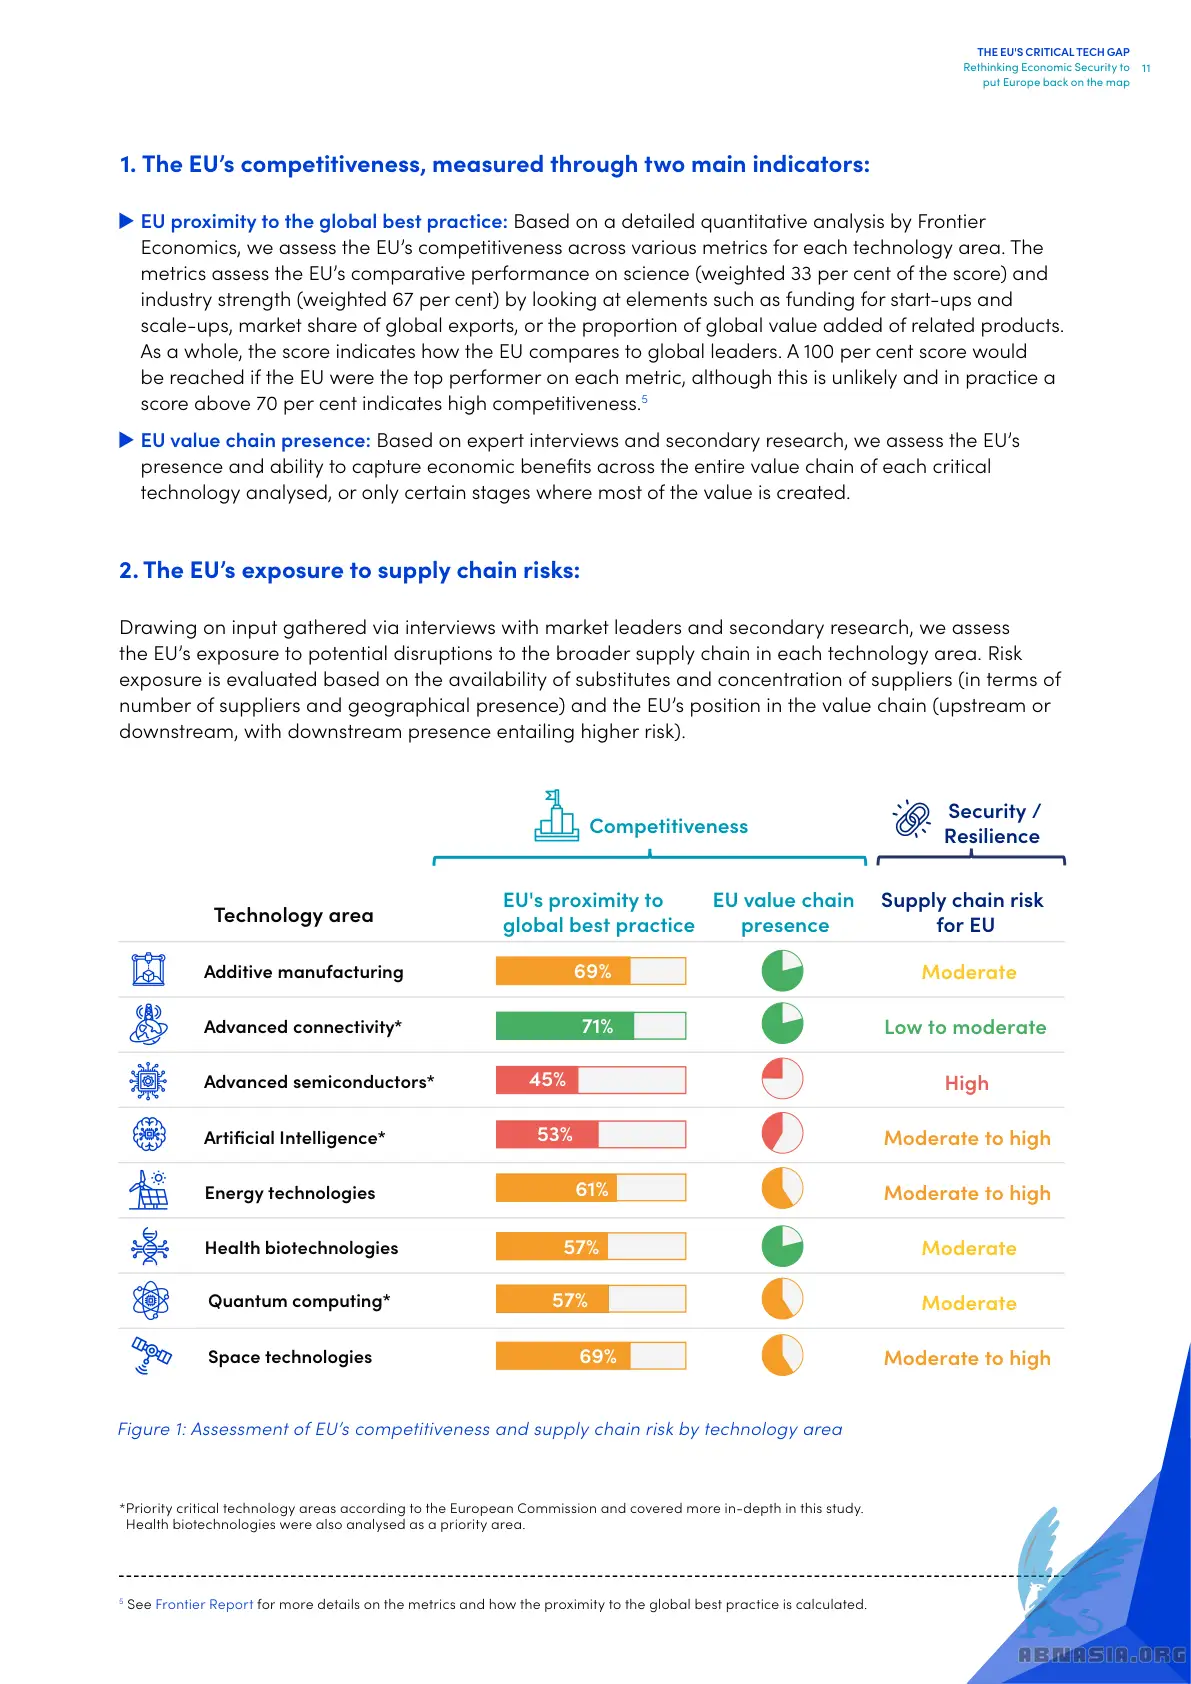 THE EU'S CRITICAL TECH GAP
Rethinking Economic Security to
put Europe back on the map
11
1. The EU's competitiveness, measured through two main indicators:
▶ EU proximity to the global best practice: Based on a detailed quantitative analysis by Frontier
Economics, we assess the EU's competitiveness across various metrics for each technology area. The
metrics assess the EU's comparative performance on science (weighted 33 per cent of the score) and
industry strength (weighted 67 per cent) by looking at elements such as funding for start-ups and
scale-ups, market share of global exports, or the proportion of global value added of related products.
As a whole, the score indicates how the EU compares to global leaders. A 100 per cent score would
be reached if the EU were the top performer on each metric, although this is unlikely and in practice a
score above 70 per cent indicates high competitiveness.5
▶ EU value chain presence: Based on expert interviews and secondary research, we assess the EU's
presence and ability to capture economic benefits across the entire value chain of each critical
technology analysed, or only certain stages where most of the value is created.
2. The EU's exposure to supply chain risks:
Drawing on input gathered via interviews with market leaders and secondary research, we assess
the EU's exposure to potential disruptions to the broader supply chain in each technology area. Risk
exposure is evaluated based on the availability of substitutes and concentration of suppliers (in terms of
number of suppliers and geographical presence) and the EU's position in the value chain (upstream or
downstream, with downstream presence entailing higher risk).
Competitiveness
Security /
Resilience
Technology area
EU's proximity to
global best practice
EU value chain
presence
Supply chain risk
for EU
Additive manufacturing 69% Moderate
Advanced connectivity* 71% Low to moderate
Advanced semiconductors* 45% High
Artificial Intelligence* 53% Moderate to high
Energy technologies 61% Moderate to high
Health biotechnologies 57% Moderate
Quantum computing* 57% Moderate
Space technologies 69% Moderate to high
Figure 1: Assessment of EU's competitiveness and supply chain risk by technology area
*Priority critical technology areas according to the European Commission and covered more in-depth in this study.
Health biotechnologies were also analysed as a priority area.
5 See Frontier Report for more details on the metrics and how the proximity to the global best practice is calculated.
ABNASIA.ORG